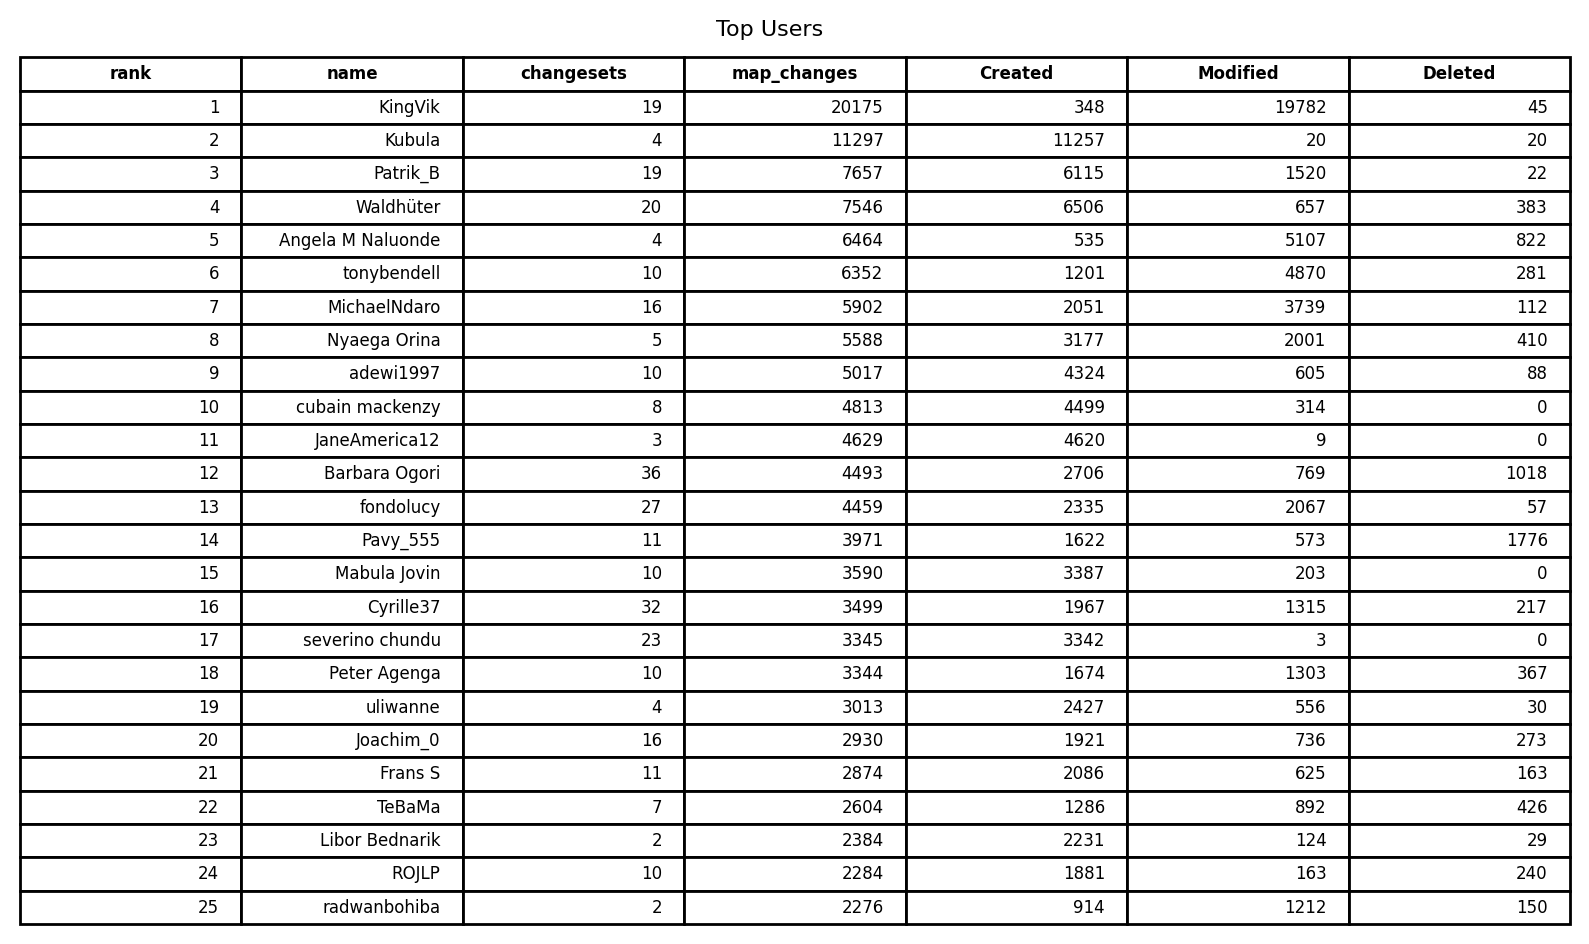 Top Users
rank name changesets map_changes Created Modified Deleted
1 KingVik 19 20175 348 19782 45
2 Kubula 4 11297 11257 20 20
3 Patrik_B 19 7657 6115 1520 22
4 Waldhüter 20 7546 6506 657 383
5 Angela M Naluonde 4 6464 535 5107 822
6 tonybendell 10 6352 1201 4870 281
7 MichaelNdaro 16 5902 2051 3739 112
8 Nyaega Orina 5 5588 3177 2001 410
9 adewi1997 10 5017 4324 605 88
10 cubain mackenzy 8 4813 4499 314 0
11 JaneAmerica12 3 4629 4620 9 0
12 Barbara Ogori 36 4493 2706 769 1018
13 fondolucy 27 4459 2335 2067 57
14 Pavy_555 11 3971 1622 573 1776
15 Mabula Jovin 10 3590 3387 203 0
16 Cyrille37 32 3499 1967 1315 217
17 severino chundu 23 3345 3342 3 0
18 Peter Agenga 10 3344 1674 1303 367
19 uliwanne 4 3013 2427 556 30
20 Joachim_0 16 2930 1921 736 273
21 Frans S 11 2874 2086 625 163
22 TeBaMa 7 2604 1286 892 426
23 Libor Bednarik 2 2384 2231 124 29
24 ROJLP 10 2284 1881 163 240
25 radwanbohiba 2 2276 914 1212 150